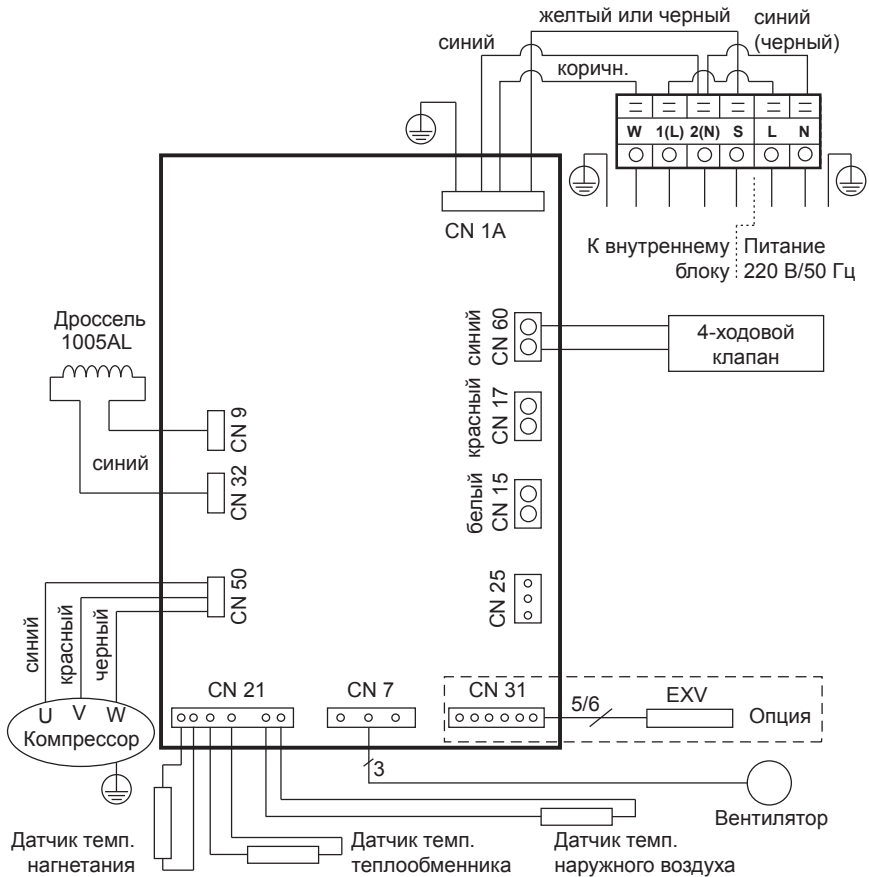 желтый или черный
синий
(черный)
синий
коричн.
W 1(L) 2(N) S L N
CN 1A
К внутреннему
блоку
Питание
220 В/50 Гц
Дроссель
1005AL
синий
CN 60
4-ходовой
клапан
красный
CN 17
CN 9
синий
CN 32
белый
CN 15
CN 50
CN 25
синий
красный
черный
U V W
Компрессор
CN 21
CN 7
CN 31
5/6
EXV
Опция
3
Вентилятор
Датчик темп.
нагнетания
Датчик темп.
теплообменника
Датчик темп.
наружного воздуха